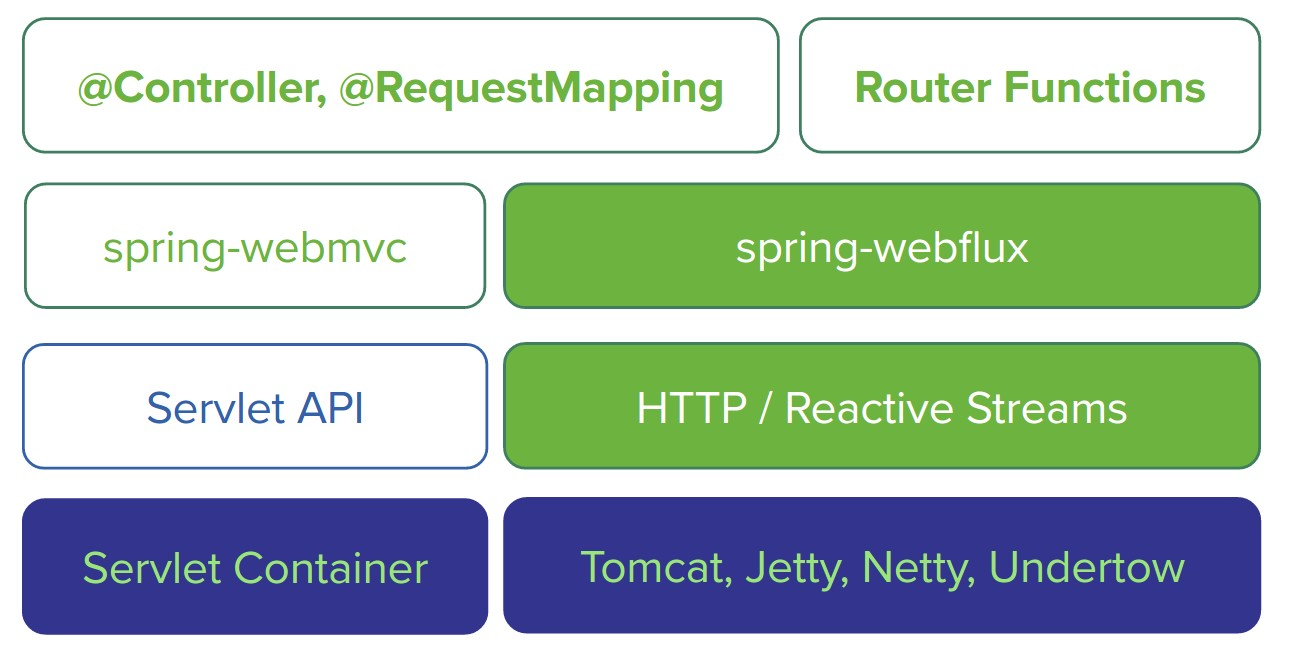 @Controller, @RequestMapping
Router Functions
spring-webmvc
spring-webflux
Servlet API
HTTP / Reactive Streams
Servlet Container
Tomcat, Jetty, Netty, Undertow